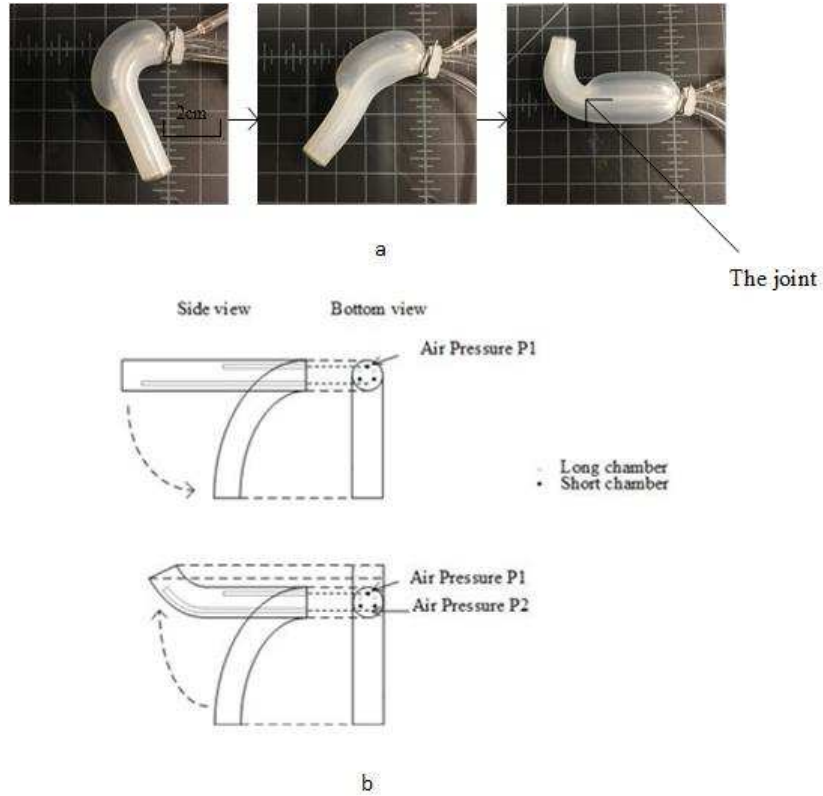 2cm
a
The joint
Side view
Bottom view
Air Pressure P1
Long chamber
Short chamber
Air Pressure P1
Air Pressure P2
b